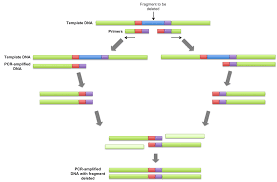 Fragment to be
deleted
Template DNA
Primers
Template DNA
PCR-amplified
DNA
PCR-amplified
DNA with fragment
deleted